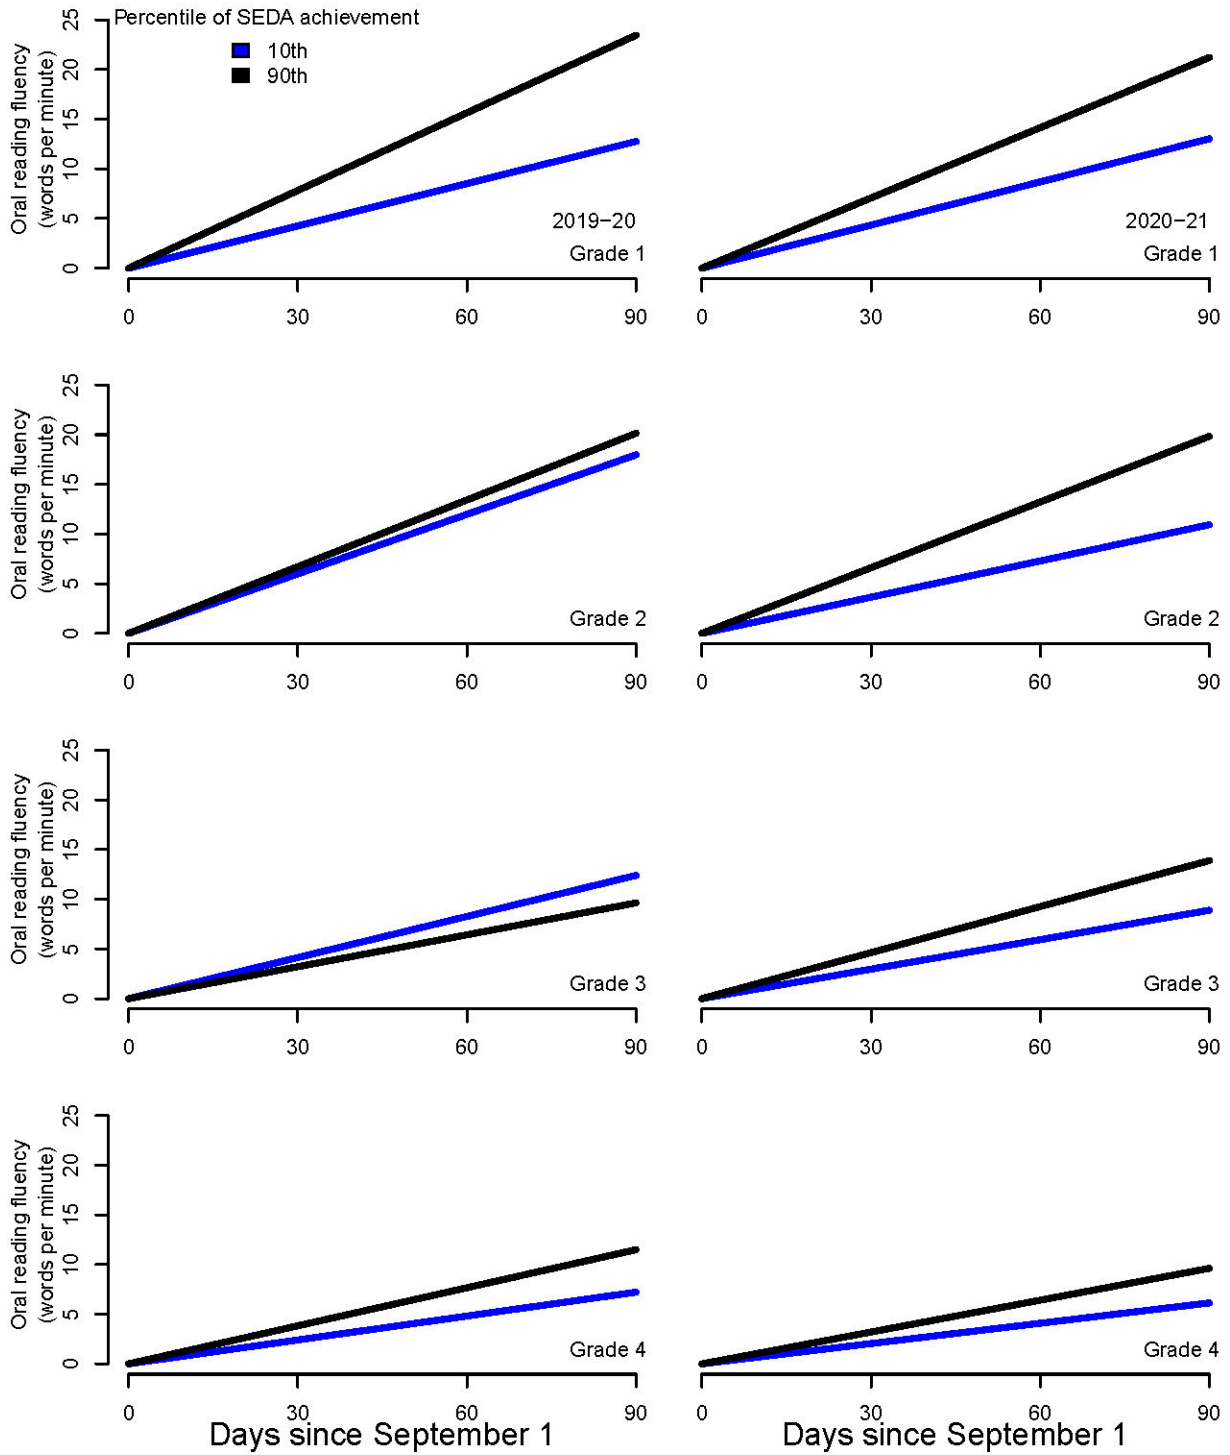 Percentile of SEDA achievement
10th
90th
Oral reading fluency
(words per minute)
25
20
15
10
5
0
2019−20
Grade 1
0 30 60 90
2020−21
Grade 1
0 30 60 90
Oral reading fluency
(words per minute)
25
20
15
10
5
0
Grade 2
0 30 60 90
Grade 2
0 30 60 90
Oral reading fluency
(words per minute)
25
20
15
10
5
0
Grade 3
0 30 60 90
Grade 3
0 30 60 90
Oral reading fluency
(words per minute)
25
20
15
10
5
0
Grade 4
0 30 60 90
Days since September 1
Grade 4
0 30 60 90
Days since September 1